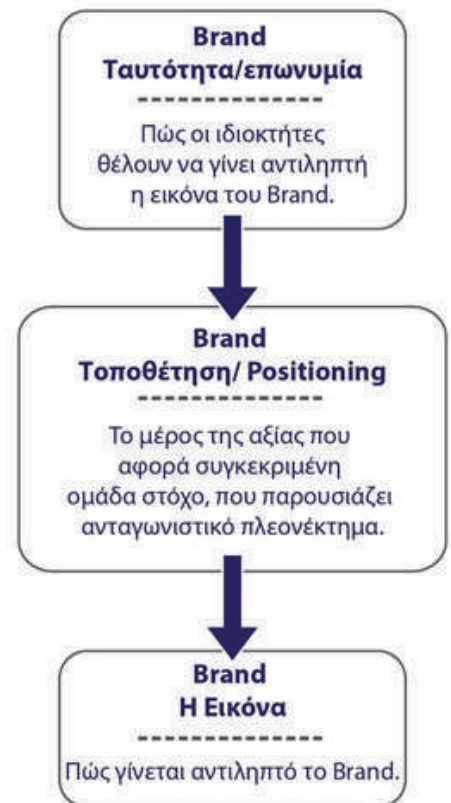 Brand
Ταυτότητα/επωνυμία
Πώς οι ιδιοκτήτες
θέλουν να γίνει αντιληπτή
η εικόνα του Brand.
Brand
Τοποθέτηση/ Positioning
Το μέρος της αξίας που
αφορά συγκεκριμένη
ομάδα στόχο, που παρουσιάζει
ανταγωνιστικό πλεονέκτημα.
Brand
Η Εικόνα
Πώς γίνεται αντιληπτό το Brand.